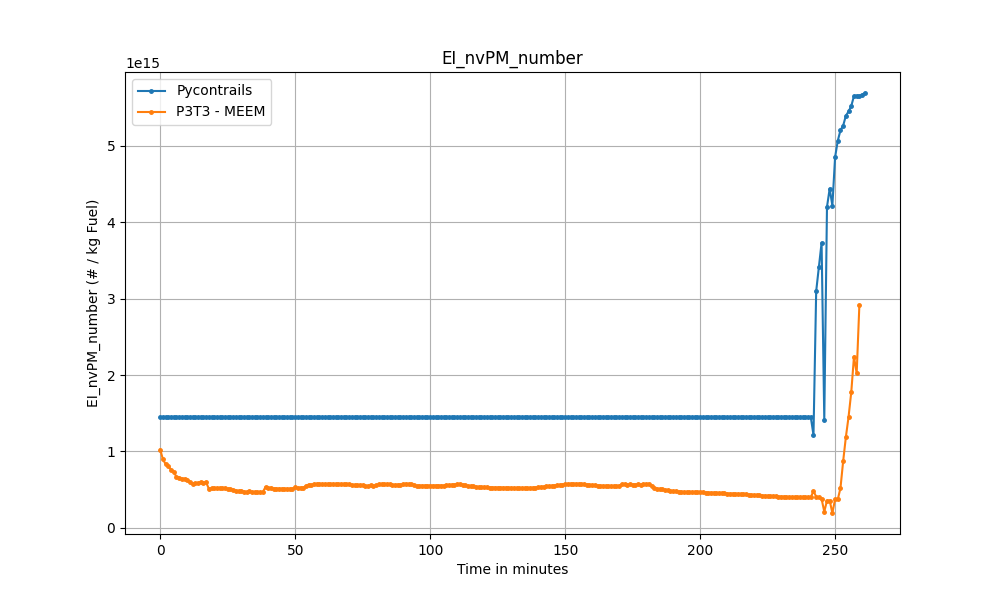 EI_nvPM_number
1e15
Pycontrails
P3T3 - MEEM
EI_nvPM_number (# / kg Fuel)
5
4
3
2
1
0
0 50 100 150 200 250
Time in minutes